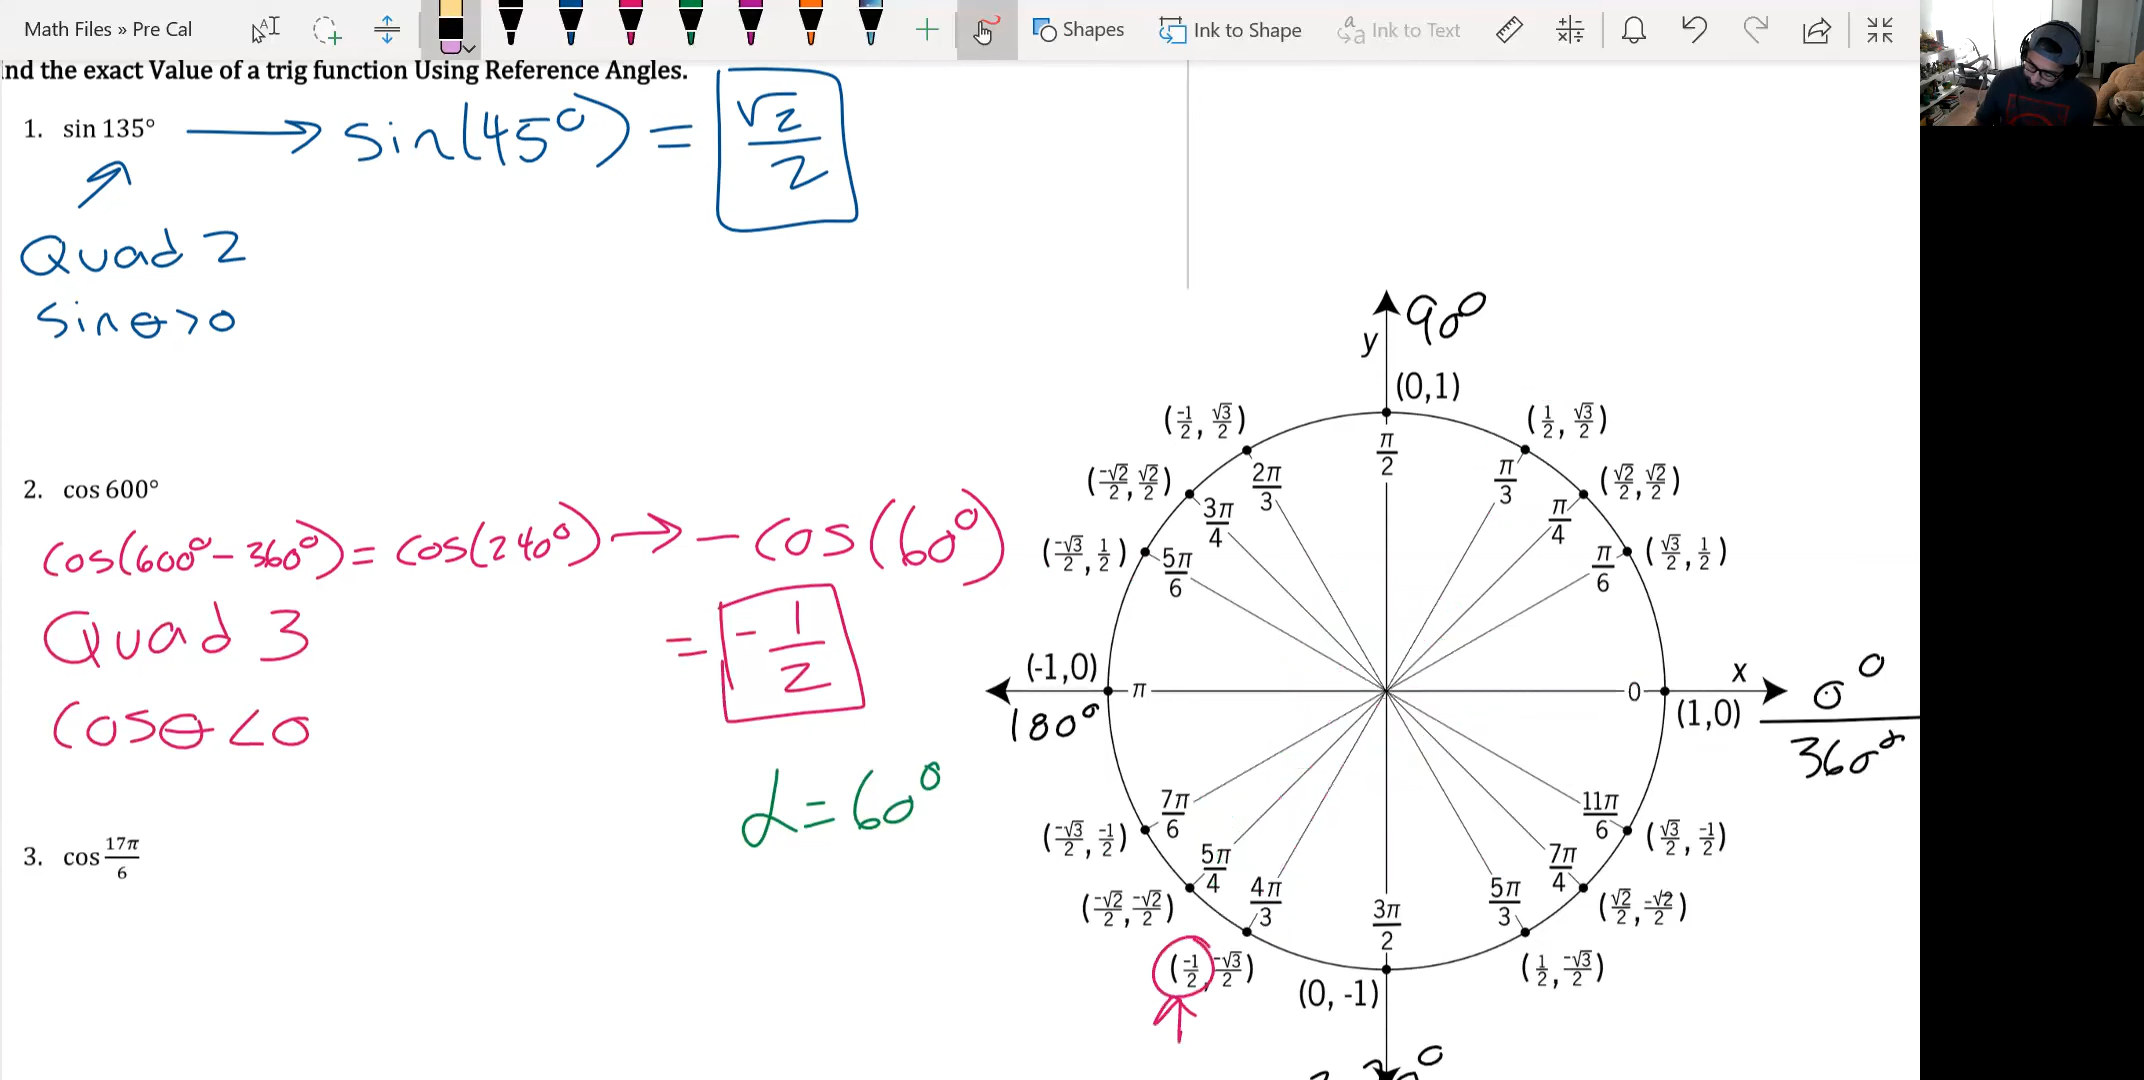 Math Files » Pre Cal
Shapes
Ink to Shape
Ink to Text
nd the exact Value of a trig function Using Reference Angles.
1. sin 135° → sin(45°) = √2/2
Quad 2
sin θ > 0
2. cos 600°
cos(600° - 360°) = cos(240°) → - cos(60°)
= - 1/2
Quad 3
cos θ < 0
α = 60°
3. cos 17π/6
90°
y
(0,1)
(-1/2, √3/2)
(1/2, √3/2)
π/2
(-√2/2, √2/2)
2π/3
π/3
(√2/2, √2/2)
3π/4
π/4
(-√3/2, 1/2)
5π/6
π/6
(√3/2, 1/2)
(-1,0)
π
0
x
0°
180°
(1,0)
360°
7π/6
11π/6
(-√3/2, -1/2)
(√3/2, -1/2)
5π/4
7π/4
4π/3
5π/3
3π/2
(-√2/2, -√2/2)
(√2/2, -√2/2)
(-1/2, -√3/2)
(1/2, -√3/2)
(0, -1)